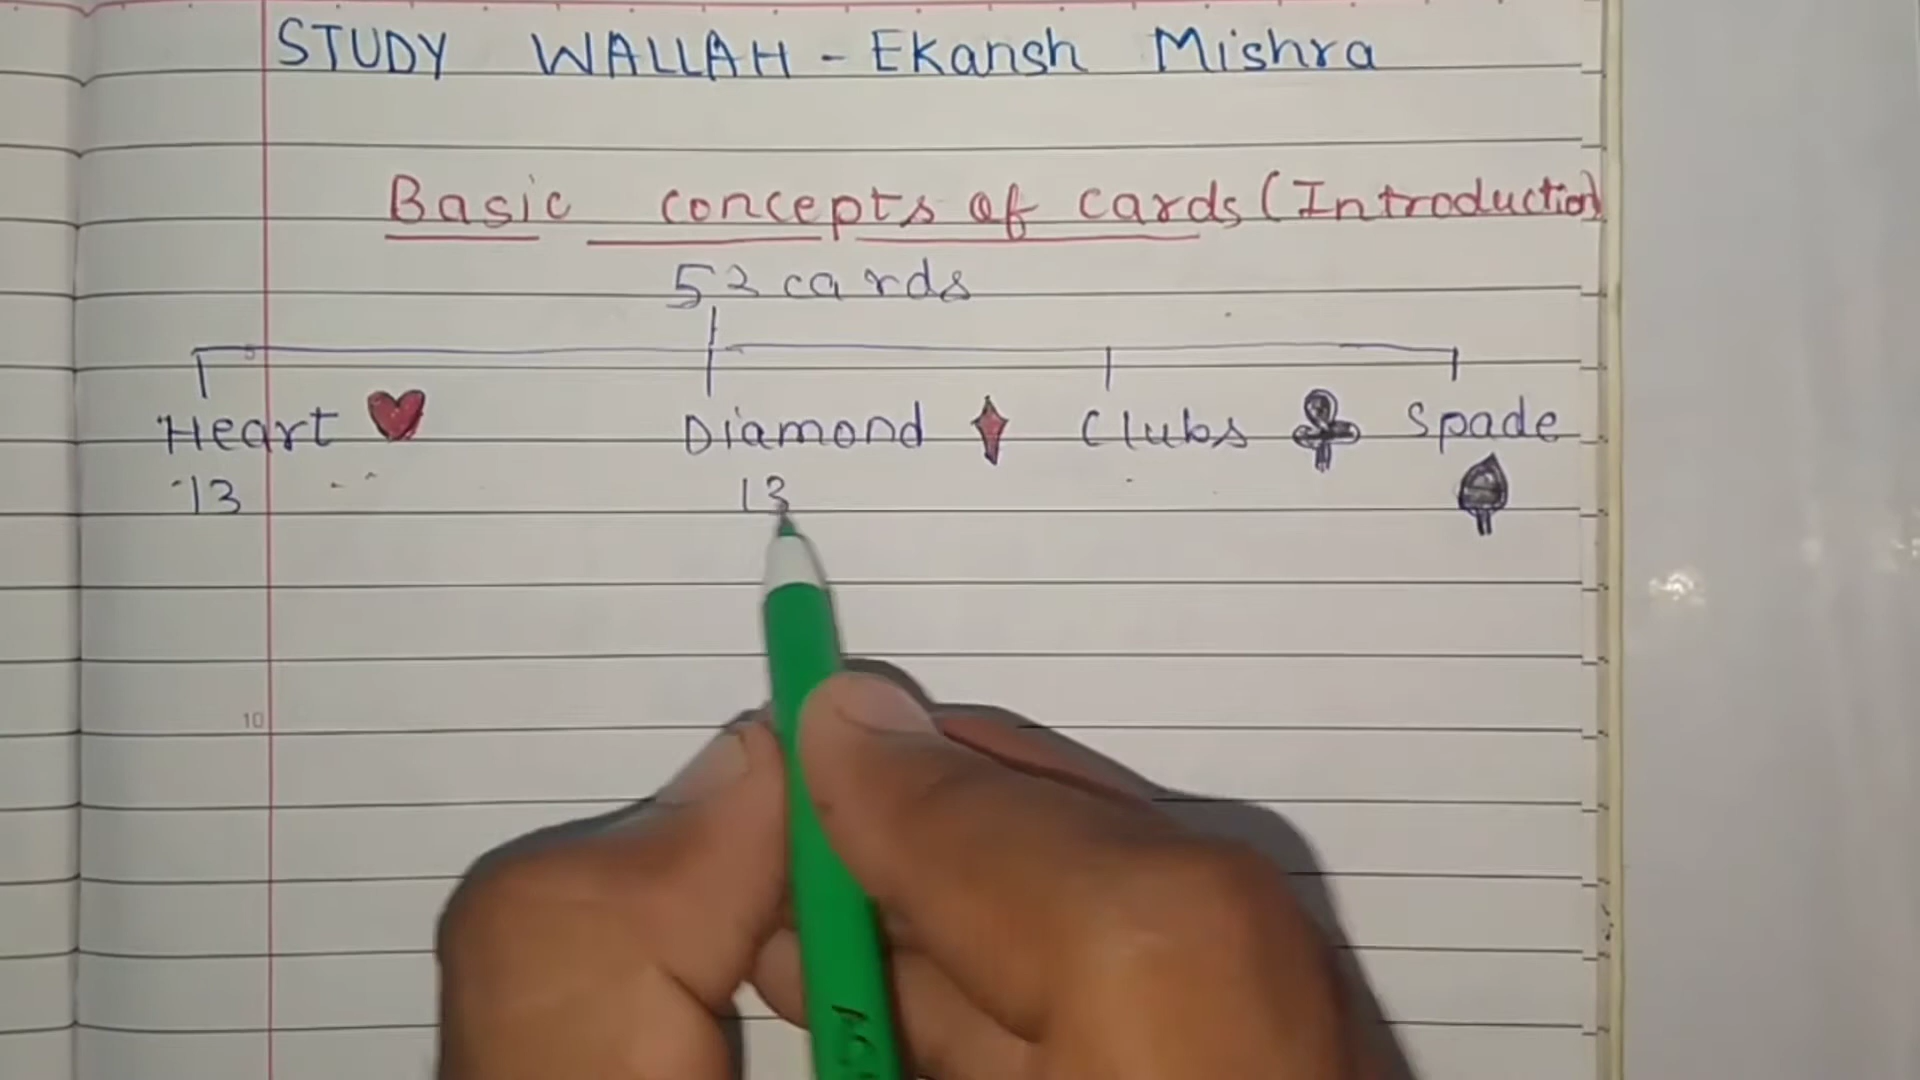 STUDY WALLAH - Ekansh Mishra
Basic concepts of cards (Introduction)
52 cards
Heart Diamond Clubs Spade
13 13
10